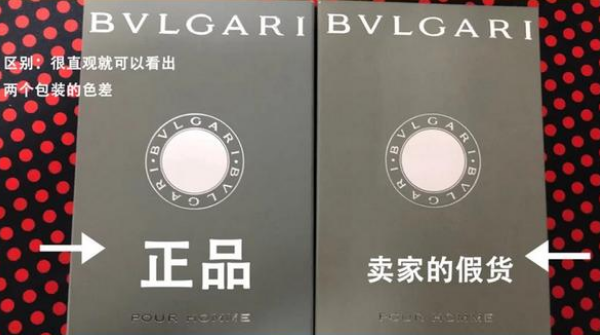 BVLGARI
BVLGARI
区别：很直观就可以看出
两个包装的色差
BVLGARI·BVLGARI·
BVLGARI·BVLGARI·
正品
卖家的假货
POUR HOMME
POUR HOMME